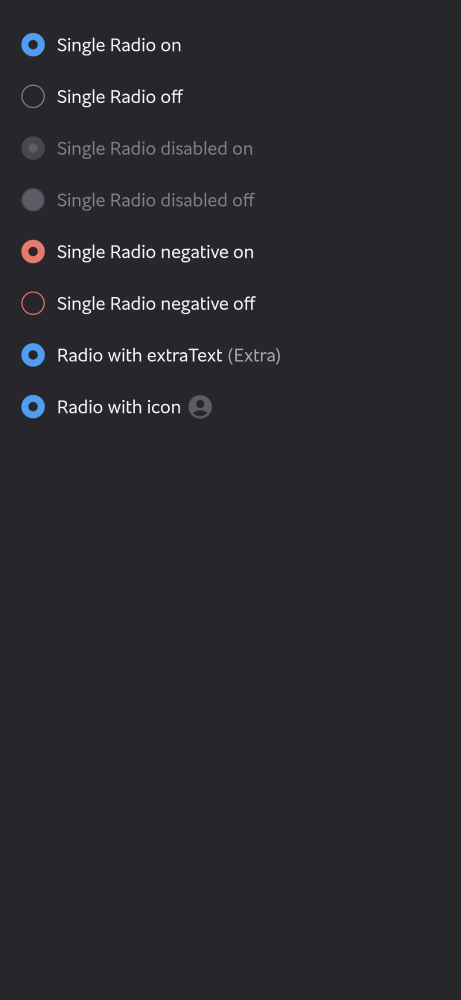 Single Radio on
Single Radio off
Single Radio disabled on
Single Radio disabled off
Single Radio negative on
Single Radio negative off
Radio with extraText (Extra)
Radio with icon